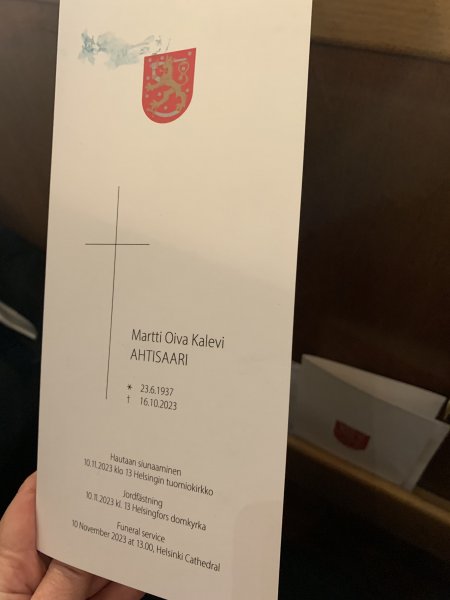 Martti Oiva Kalevi
AHTISAARI
* 23.6.1937
† 16.10.2023
Hautaan siunaaminen
10.11.2023 klo 13 Helsingin tuomiokirkko
Jordfästning
10.11.2023 kl. 13 Helsingfors domkyrka
Funeral service
10 November 2023 at 13.00, Helsinki Cathedral